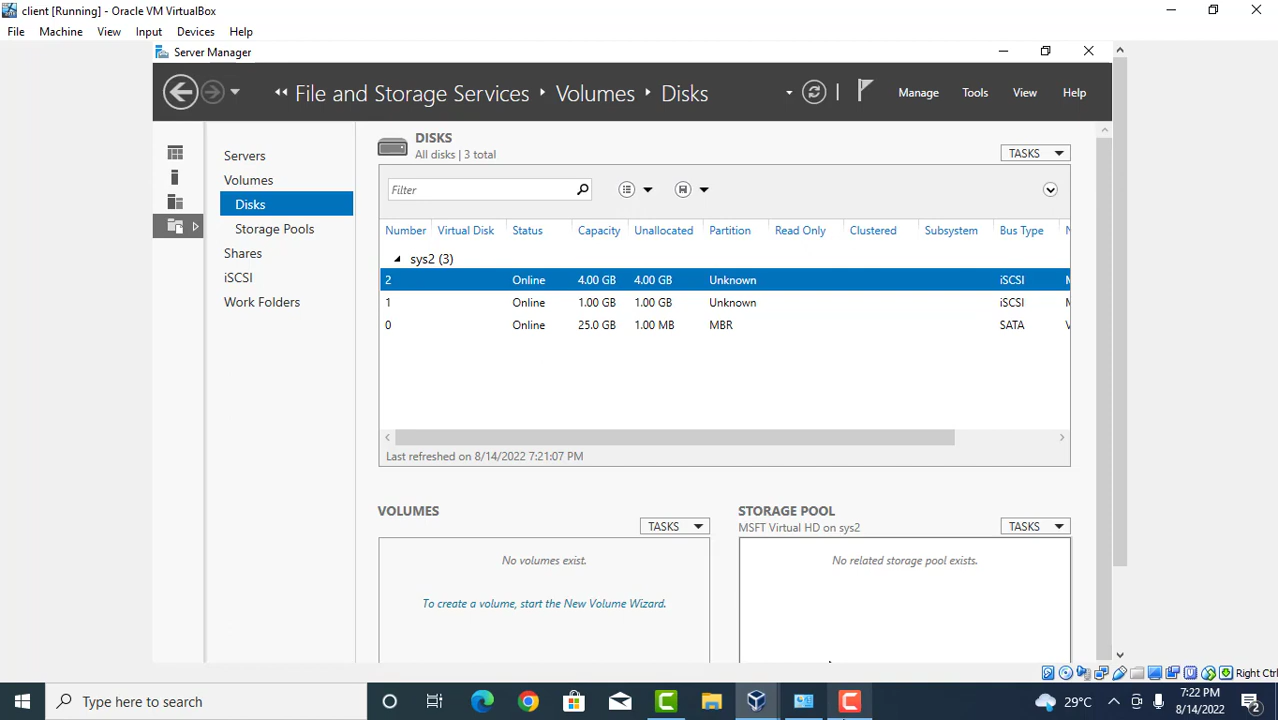 client [Running] - Oracle VM VirtualBox
File Machine View Input Devices Help
Server Manager
File and Storage Services Volumes Disks
Manage Tools View Help
Servers
Volumes
Disks
Storage Pools
Shares
iSCSI
Work Folders
DISKS
All disks | 3 total
TASKS
Filter
Number Virtual Disk Status Capacity Unallocated Partition Read Only Clustered Subsystem Bus Type
sys2 (3)
2 Online 4.00 GB 4.00 GB Unknown iSCSI
1 Online 1.00 GB 1.00 GB Unknown iSCSI
0 Online 25.0 GB 1.00 MB MBR SATA
Last refreshed on 8/14/2022 7:21:07 PM
VOLUMES
TASKS
No volumes exist.
To create a volume, start the New Volume Wizard.
STORAGE POOL
MSFT Virtual HD on sys2
TASKS
No related storage pool exists.
Right Ctrl
Type here to search
29°C
7:22 PM
8/14/2022
2